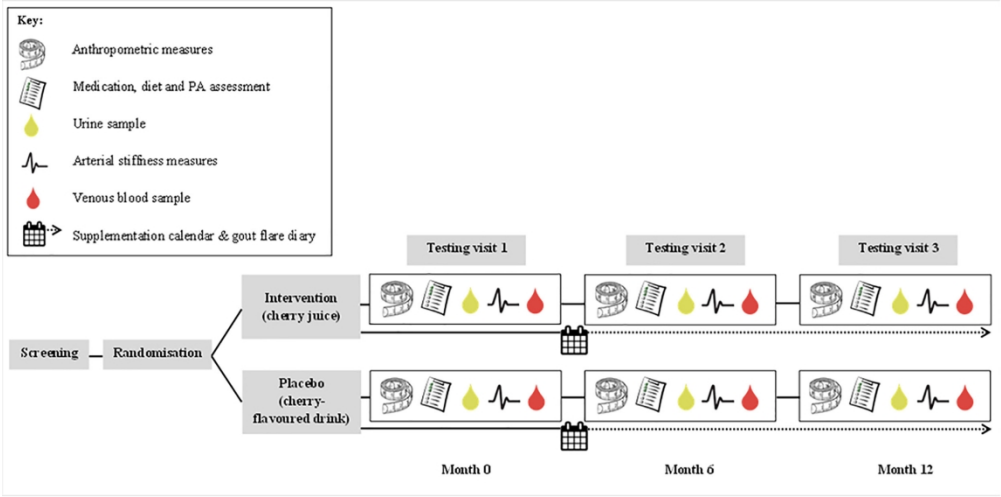 Key:
Anthropometric measures
Medication, diet and PA assessment
Urine sample
Arterial stiffness measures
Venous blood sample
Supplementation calendar & gout flare diary
Testing visit 1
Testing visit 2
Testing visit 3
Intervention
(cherry juice)
Screening
Randomisation
Placebo
(cherry-
flavoured drink)
Month 0
Month 6
Month 12